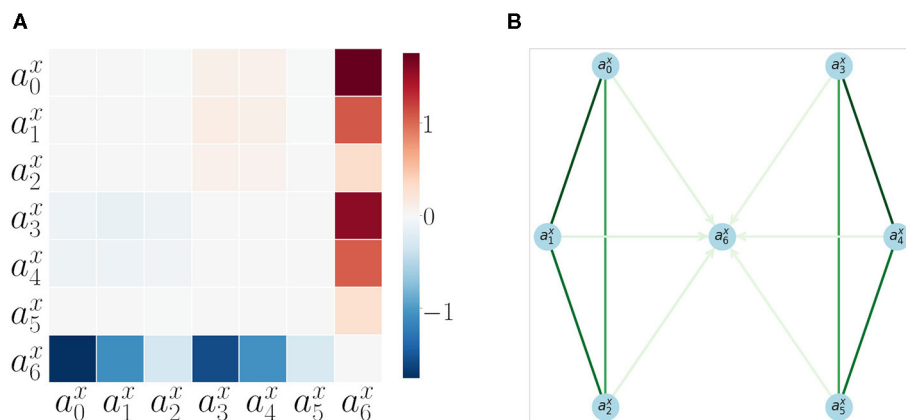 A
B
a_0^x
a_1^x
a_2^x
a_3^x
a_4^x
a_5^x
a_6^x
a_0^x a_1^x a_2^x a_3^x a_4^x a_5^x a_6^x
1
0
−1
a_0^x a_3^x
a_1^x a_6^x a_4^x
a_2^x a_5^x